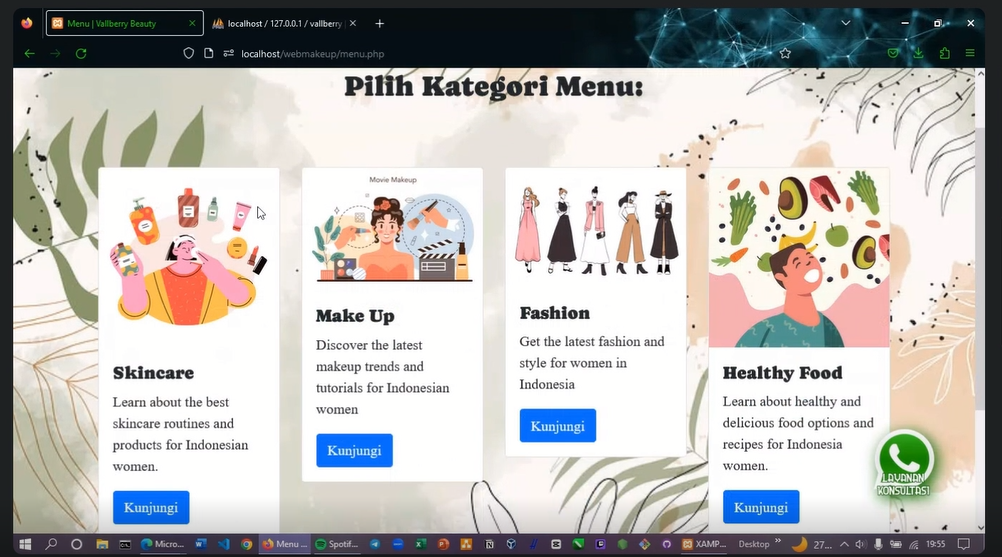 Menu | Vallberry Beauty
localhost / 127.0.0.1 / vallberry
localhost/webmakeup/menu.php
Pilih Kategori Menu:
Skincare
Learn about the best
skincare routines and
products for Indonesian
women.
Kunjungi
Movie Makeup
Make Up
Discover the latest
makeup trends and
tutorials for Indonesian
women
Kunjungi
Fashion
Get the latest fashion and
style for women in
Indonesia
Kunjungi
Healthy Food
Learn about healthy and
delicious food options and
recipes for Indonesia
women.
Kunjungi
LAYANAN
KONSULTASI
Micro...
Menu ...
Spotif...
XAMP...
Desktop
27...
19:55